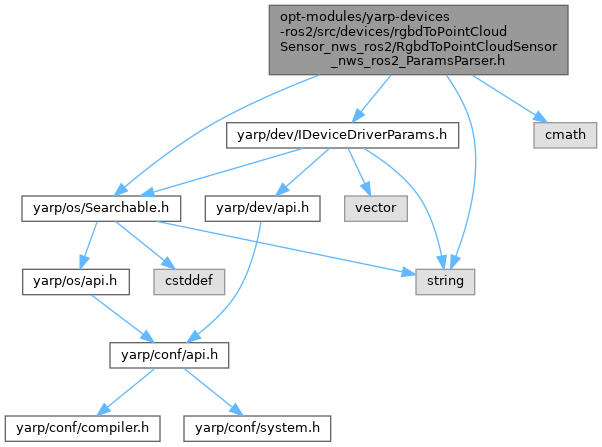 opt-modules/yarp-devices
-ros2/src/devices/rgbdToPointCloud
Sensor_nws_ros2/RgbdToPointCloudSensor
_nws_ros2_ParamsParser.h
yarp/dev/IDeviceDriverParams.h
cmath
yarp/os/Searchable.h
yarp/dev/api.h
vector
yarp/os/api.h
cstddef
string
yarp/conf/api.h
yarp/conf/compiler.h
yarp/conf/system.h